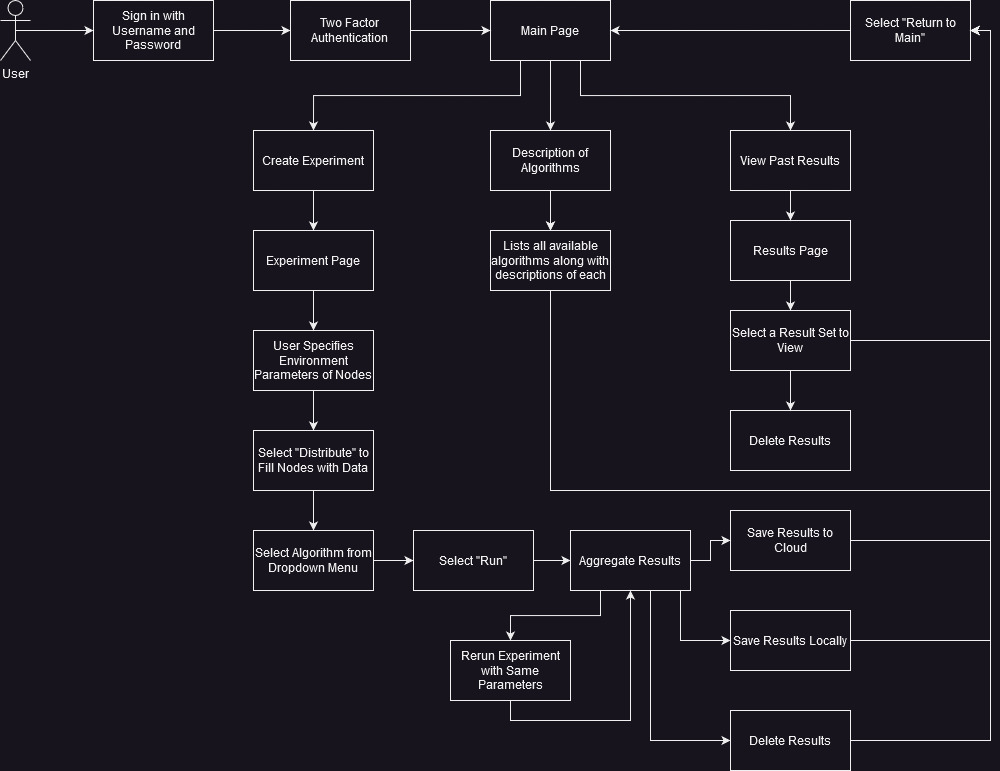 Sign in with
Username and
Password
Two Factor
Authentication
Main Page
Select "Return to
Main"
User
Create Experiment
Description of
Algorithms
View Past Results
Experiment Page
Lists all available
algorithms along with
descriptions of each
Results Page
User Specifies
Environment
Parameters of Nodes
Select a Result Set to
View
Select "Distribute" to
Fill Nodes with Data
Delete Results
Select Algorithm from
Dropdown Menu
Select "Run"
Aggregate Results
Save Results to
Cloud
Rerun Experiment
with Same
Parameters
Save Results Locally
Delete Results